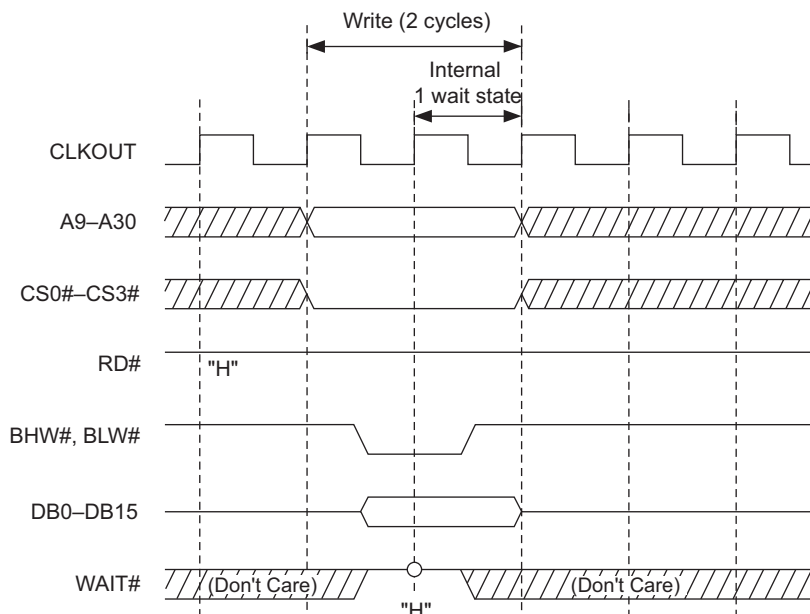 Write (2 cycles)
Internal
1 wait state
CLKOUT
A9–A30
CS0#–CS3#
RD#
"H"
BHW#, BLW#
DB0–DB15
WAIT#
(Don't Care)
(Don't Care)
"H"